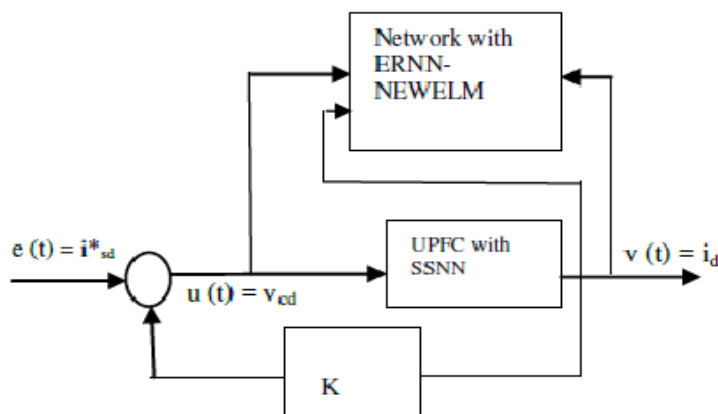 Network with
ERNN-
NEWELM
e (t) = i*sd
UPFC with
SSNN
v (t) = id
u (t) = vcd
K